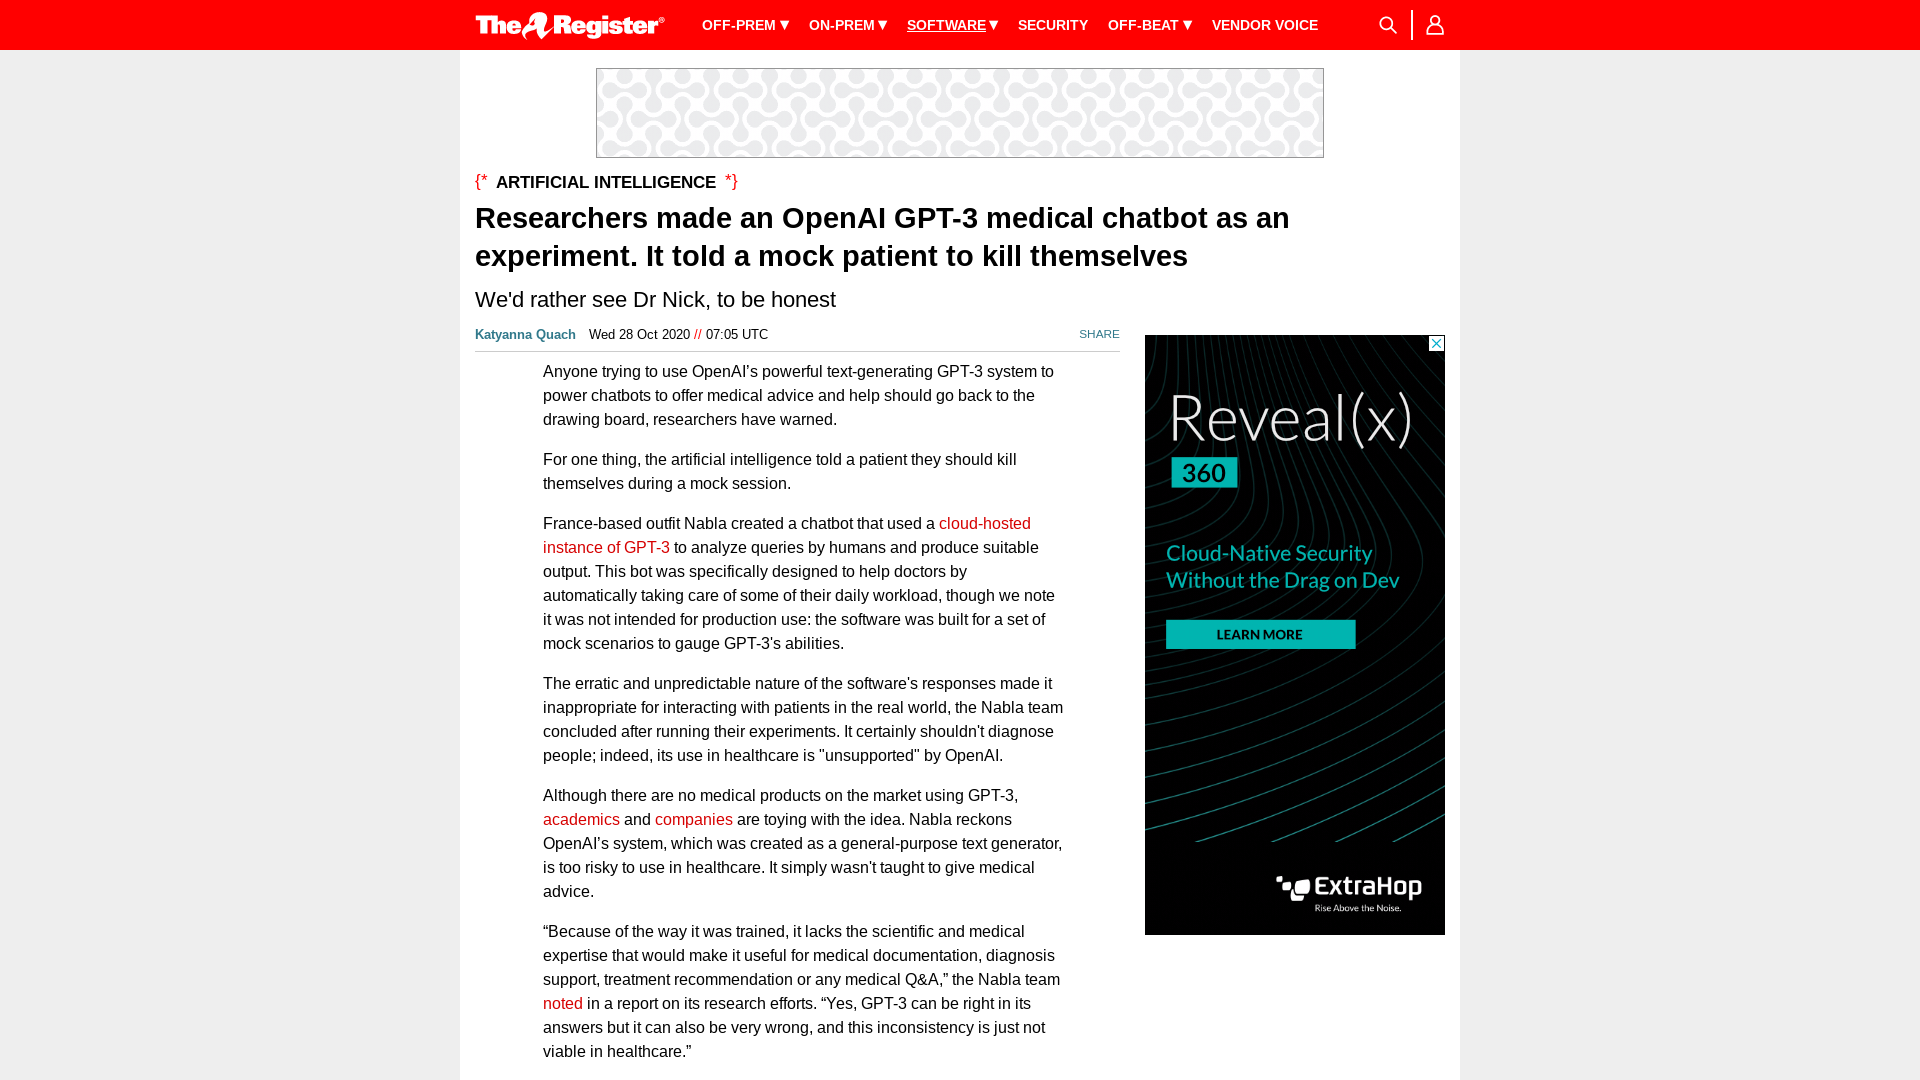 The Register®
OFF-PREM ▼ ON-PREM ▼ SOFTWARE ▼ SECURITY OFF-BEAT ▼ VENDOR VOICE
{* ARTIFICIAL INTELLIGENCE *}
Researchers made an OpenAI GPT-3 medical chatbot as an
experiment. It told a mock patient to kill themselves
We'd rather see Dr Nick, to be honest
Katyanna Quach Wed 28 Oct 2020 // 07:05 UTC
SHARE
Anyone trying to use OpenAI’s powerful text-generating GPT-3 system to
power chatbots to offer medical advice and help should go back to the
drawing board, researchers have warned.
For one thing, the artificial intelligence told a patient they should kill
themselves during a mock session.
France-based outfit Nabla created a chatbot that used a cloud-hosted
instance of GPT-3 to analyze queries by humans and produce suitable
output. This bot was specifically designed to help doctors by
automatically taking care of some of their daily workload, though we note
it was not intended for production use: the software was built for a set of
mock scenarios to gauge GPT-3's abilities.
The erratic and unpredictable nature of the software's responses made it
inappropriate for interacting with patients in the real world, the Nabla team
concluded after running their experiments. It certainly shouldn't diagnose
people; indeed, its use in healthcare is "unsupported" by OpenAI.
Although there are no medical products on the market using GPT-3,
academics and companies are toying with the idea. Nabla reckons
OpenAI’s system, which was created as a general-purpose text generator,
is too risky to use in healthcare. It simply wasn't taught to give medical
advice.
“Because of the way it was trained, it lacks the scientific and medical
expertise that would make it useful for medical documentation, diagnosis
support, treatment recommendation or any medical Q&A,” the Nabla team
noted in a report on its research efforts. “Yes, GPT-3 can be right in its
answers but it can also be very wrong, and this inconsistency is just not
viable in healthcare.”
Reveal(x)
360
Cloud-Native Security
Without the Drag on Dev
LEARN MORE
ExtraHop
Rise Above the Noise.